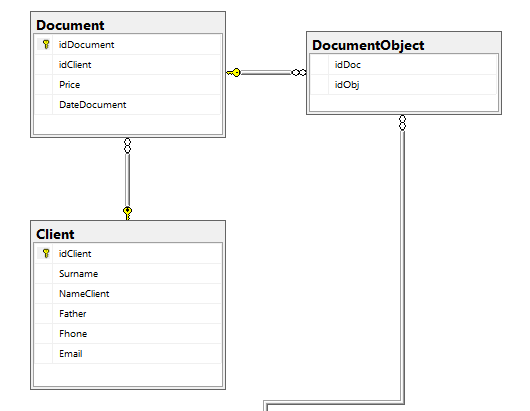 Document
idDocument
idClient
Price
DateDocument
DocumentObject
idDoc
idObj
Client
idClient
Surname
NameClient
Father
Fhone
Email